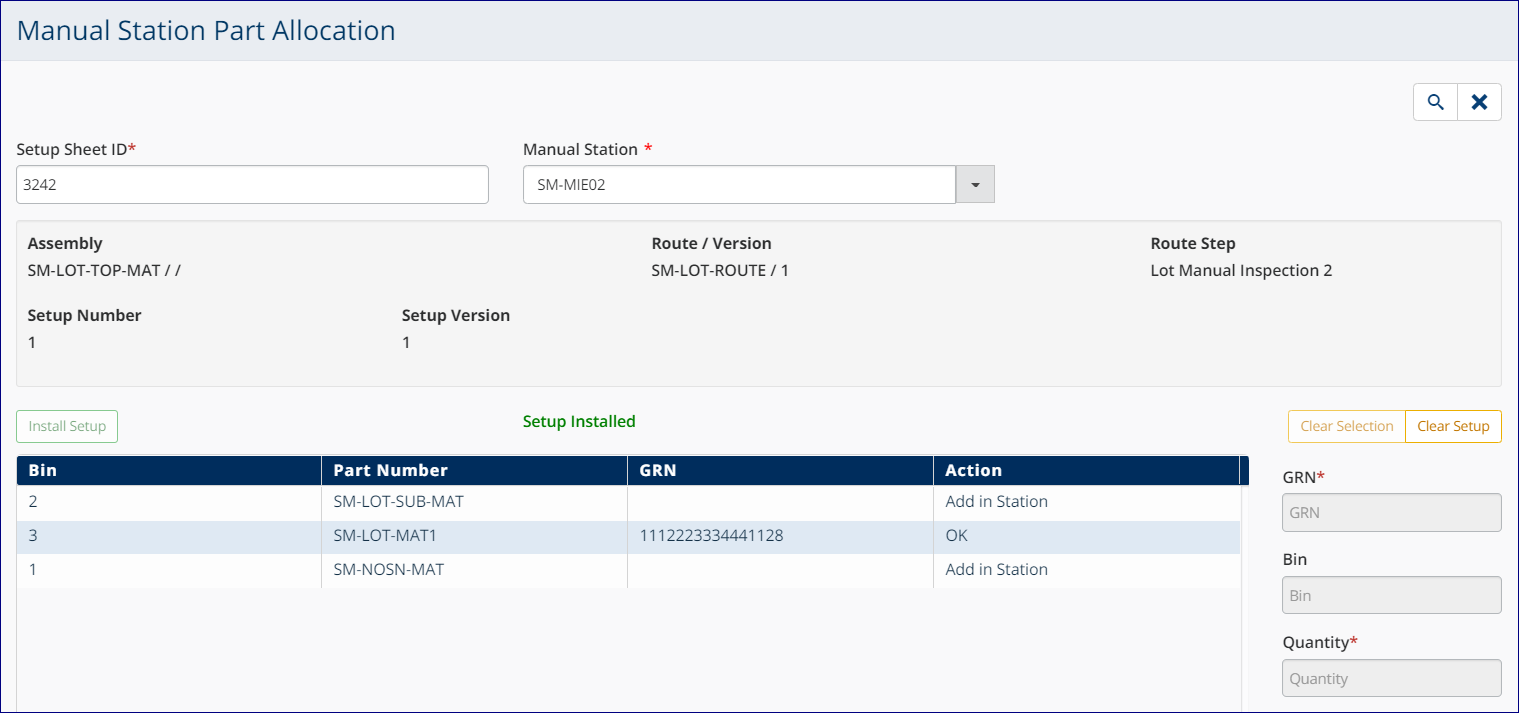 Manual Station Part Allocation
Setup Sheet ID* Manual Station *
3242 SM-MIE02
Assembly Route / Version Route Step
SM-LOT-TOP-MAT / / SM-LOT-ROUTE / 1 Lot Manual Inspection 2
Setup Number Setup Version
1 1
Install Setup Setup Installed Clear Selection Clear Setup
Bin Part Number GRN Action
2 SM-LOT-SUB-MAT Add in Station
3 SM-LOT-MAT1 1112223334441128 OK
1 SM-NOSN-MAT Add in Station
GRN*
GRN
Bin
Bin
Quantity*
Quantity